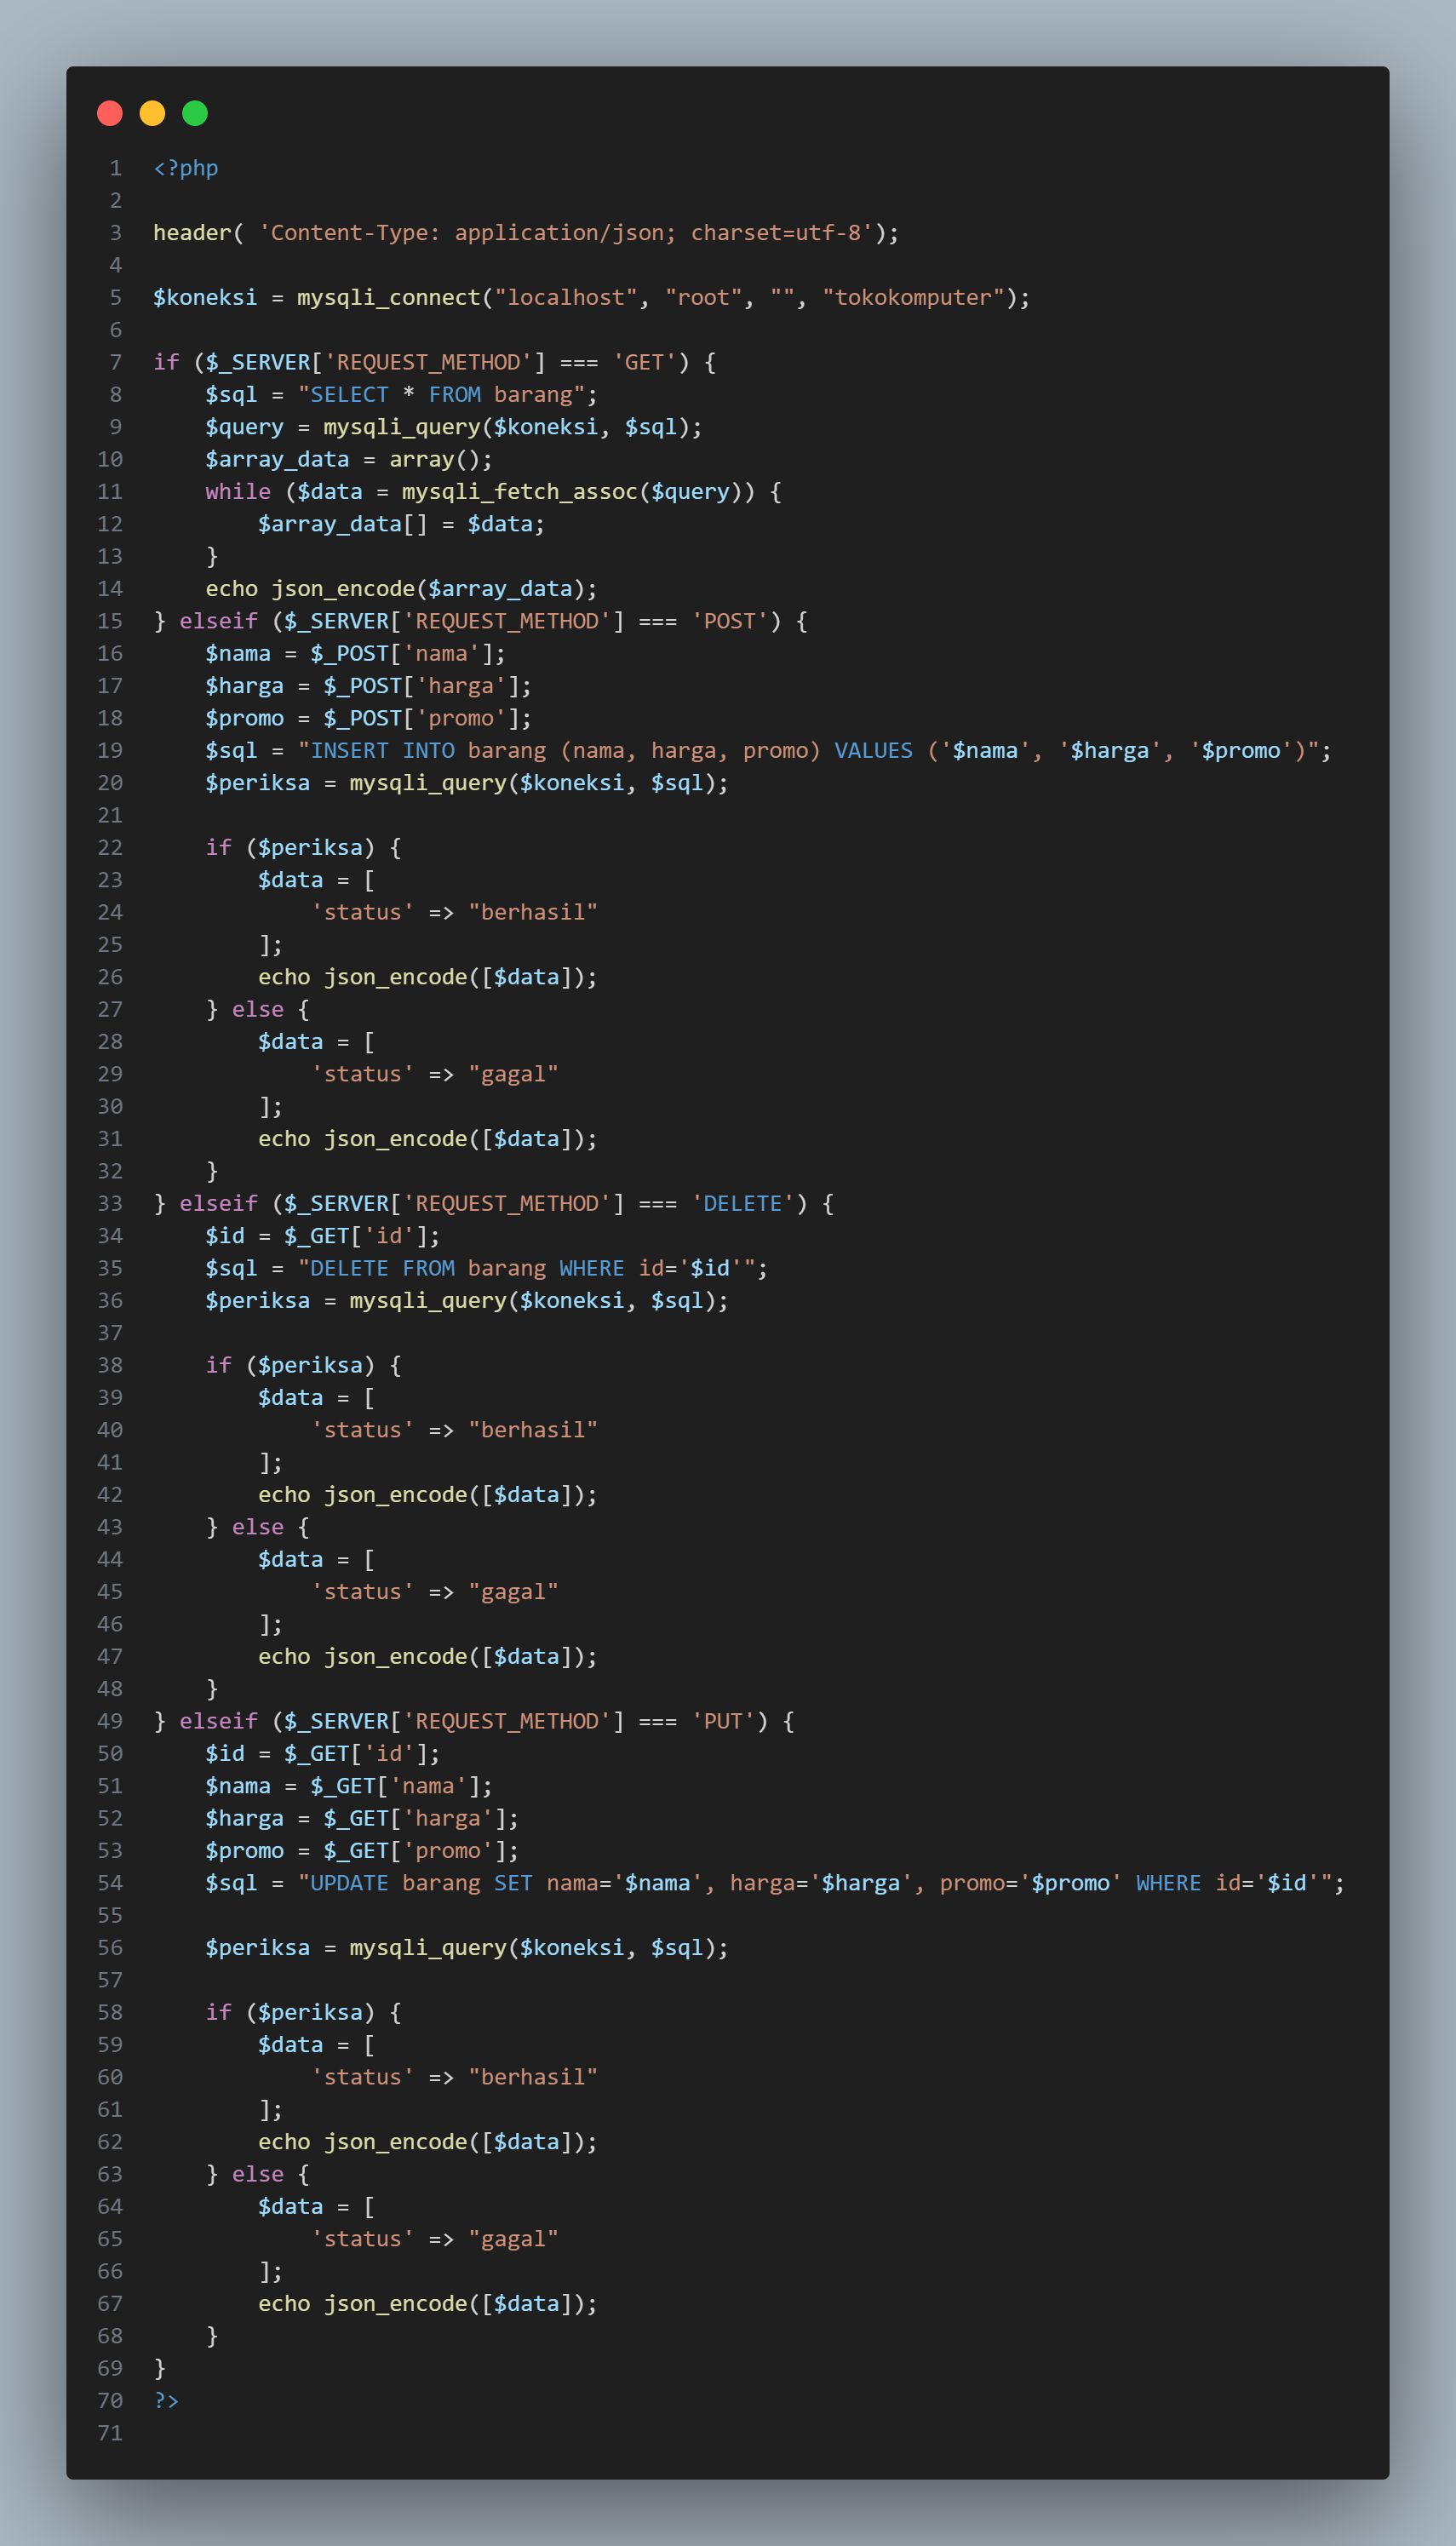 1 <?php
2
3 header( 'Content-Type: application/json; charset=utf-8');
4
5 $koneksi = mysqli_connect("localhost", "root", "", "tokokomputer");
6
7 if ($_SERVER['REQUEST_METHOD'] === 'GET') {
8     $sql = "SELECT * FROM barang";
9     $query = mysqli_query($koneksi, $sql);
10     $array_data = array();
11     while ($data = mysqli_fetch_assoc($query)) {
12         $array_data[] = $data;
13     }
14     echo json_encode($array_data);
15 } elseif ($_SERVER['REQUEST_METHOD'] === 'POST') {
16     $nama = $_POST['nama'];
17     $harga = $_POST['harga'];
18     $promo = $_POST['promo'];
19     $sql = "INSERT INTO barang (nama, harga, promo) VALUES ('$nama', '$harga', '$promo')";
20     $periksa = mysqli_query($koneksi, $sql);
21
22     if ($periksa) {
23         $data = [
24             'status' => "berhasil"
25         ];
26         echo json_encode([$data]);
27     } else {
28         $data = [
29             'status' => "gagal"
30         ];
31         echo json_encode([$data]);
32     }
33 } elseif ($_SERVER['REQUEST_METHOD'] === 'DELETE') {
34     $id = $_GET['id'];
35     $sql = "DELETE FROM barang WHERE id='$id'";
36     $periksa = mysqli_query($koneksi, $sql);
37
38     if ($periksa) {
39         $data = [
40             'status' => "berhasil"
41         ];
42         echo json_encode([$data]);
43     } else {
44         $data = [
45             'status' => "gagal"
46         ];
47         echo json_encode([$data]);
48     }
49 } elseif ($_SERVER['REQUEST_METHOD'] === 'PUT') {
50     $id = $_GET['id'];
51     $nama = $_GET['nama'];
52     $harga = $_GET['harga'];
53     $promo = $_GET['promo'];
54     $sql = "UPDATE barang SET nama='$nama', harga='$harga', promo='$promo' WHERE id='$id'";
55
56     $periksa = mysqli_query($koneksi, $sql);
57
58     if ($periksa) {
59         $data = [
60             'status' => "berhasil"
61         ];
62         echo json_encode([$data]);
63     } else {
64         $data = [
65             'status' => "gagal"
66         ];
67         echo json_encode([$data]);
68     }
69 }
70 ?>
71